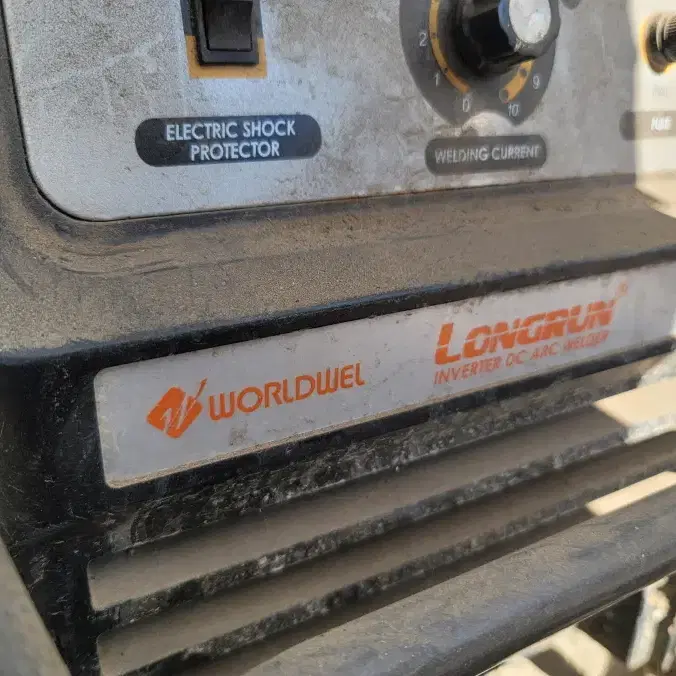 2
1
0
10
9
ELECTRIC SHOCK
PROTECTOR
WELDING CURRENT
WORLDWEL
LONGRUN®
INVERTER DC ARC WELDER